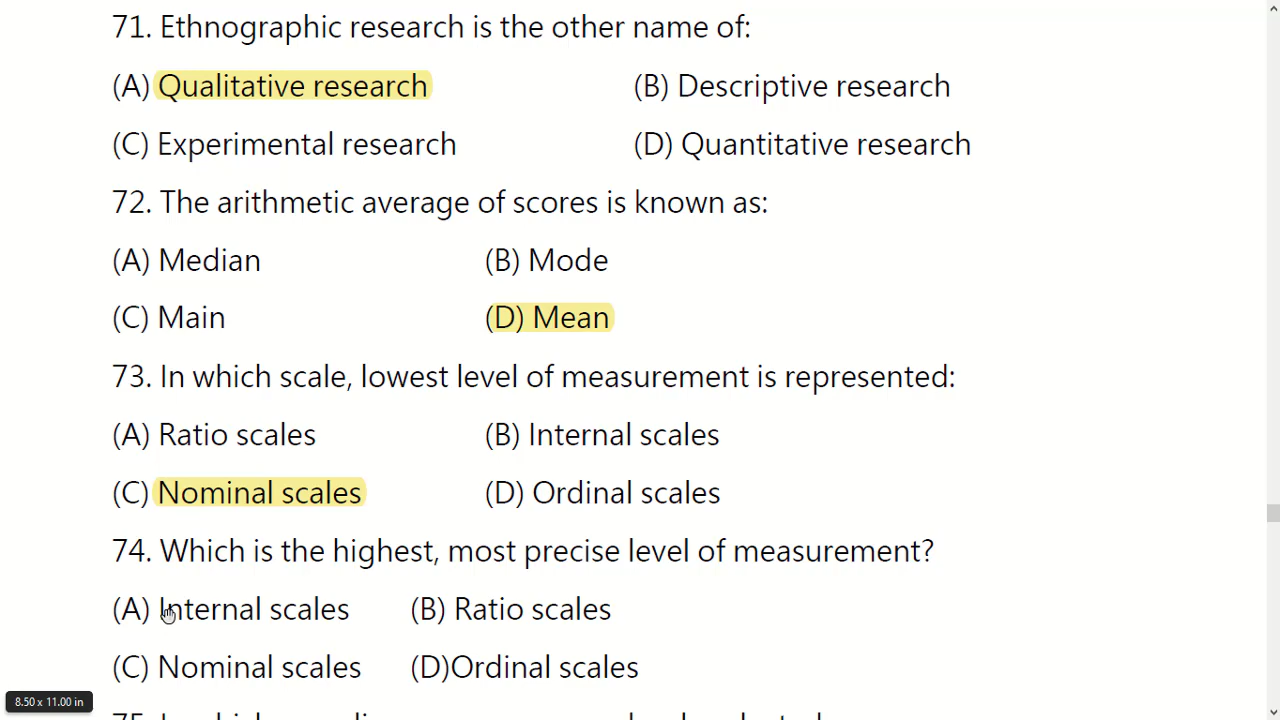 71. Ethnographic research is the other name of:
(A) Qualitative research (B) Descriptive research
(C) Experimental research (D) Quantitative research
72. The arithmetic average of scores is known as:
(A) Median (B) Mode
(C) Main (D) Mean
73. In which scale, lowest level of measurement is represented:
(A) Ratio scales (B) Internal scales
(C) Nominal scales (D) Ordinal scales
74. Which is the highest, most precise level of measurement?
(A) Internal scales (B) Ratio scales
(C) Nominal scales (D)Ordinal scales
8.50 x 11.00 in